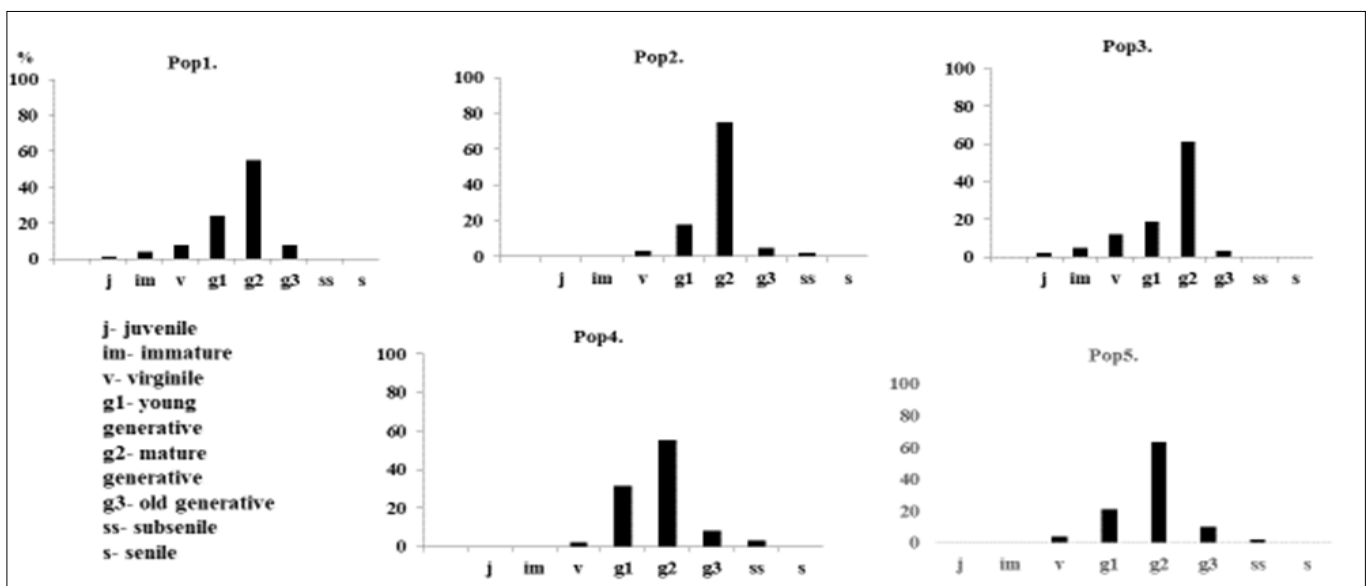 Pop1.
%
100
80
60
40
20
0
j im v g1 g2 g3 ss s
Pop2.
100
80
60
40
20
0
j im v g1 g2 g3 ss s
Pop3.
100
80
60
40
20
0
j im v g1 g2 g3 ss s
j- juvenile
im- immature
v- virginile
g1- young
generative
g2- mature
generative
g3- old generative
ss- subsenile
s- senile
Pop4.
100
80
60
40
20
0
j im v g1 g2 g3 ss s
Pop5.
100
80
60
40
20
0
j im v g1 g2 g3 ss s